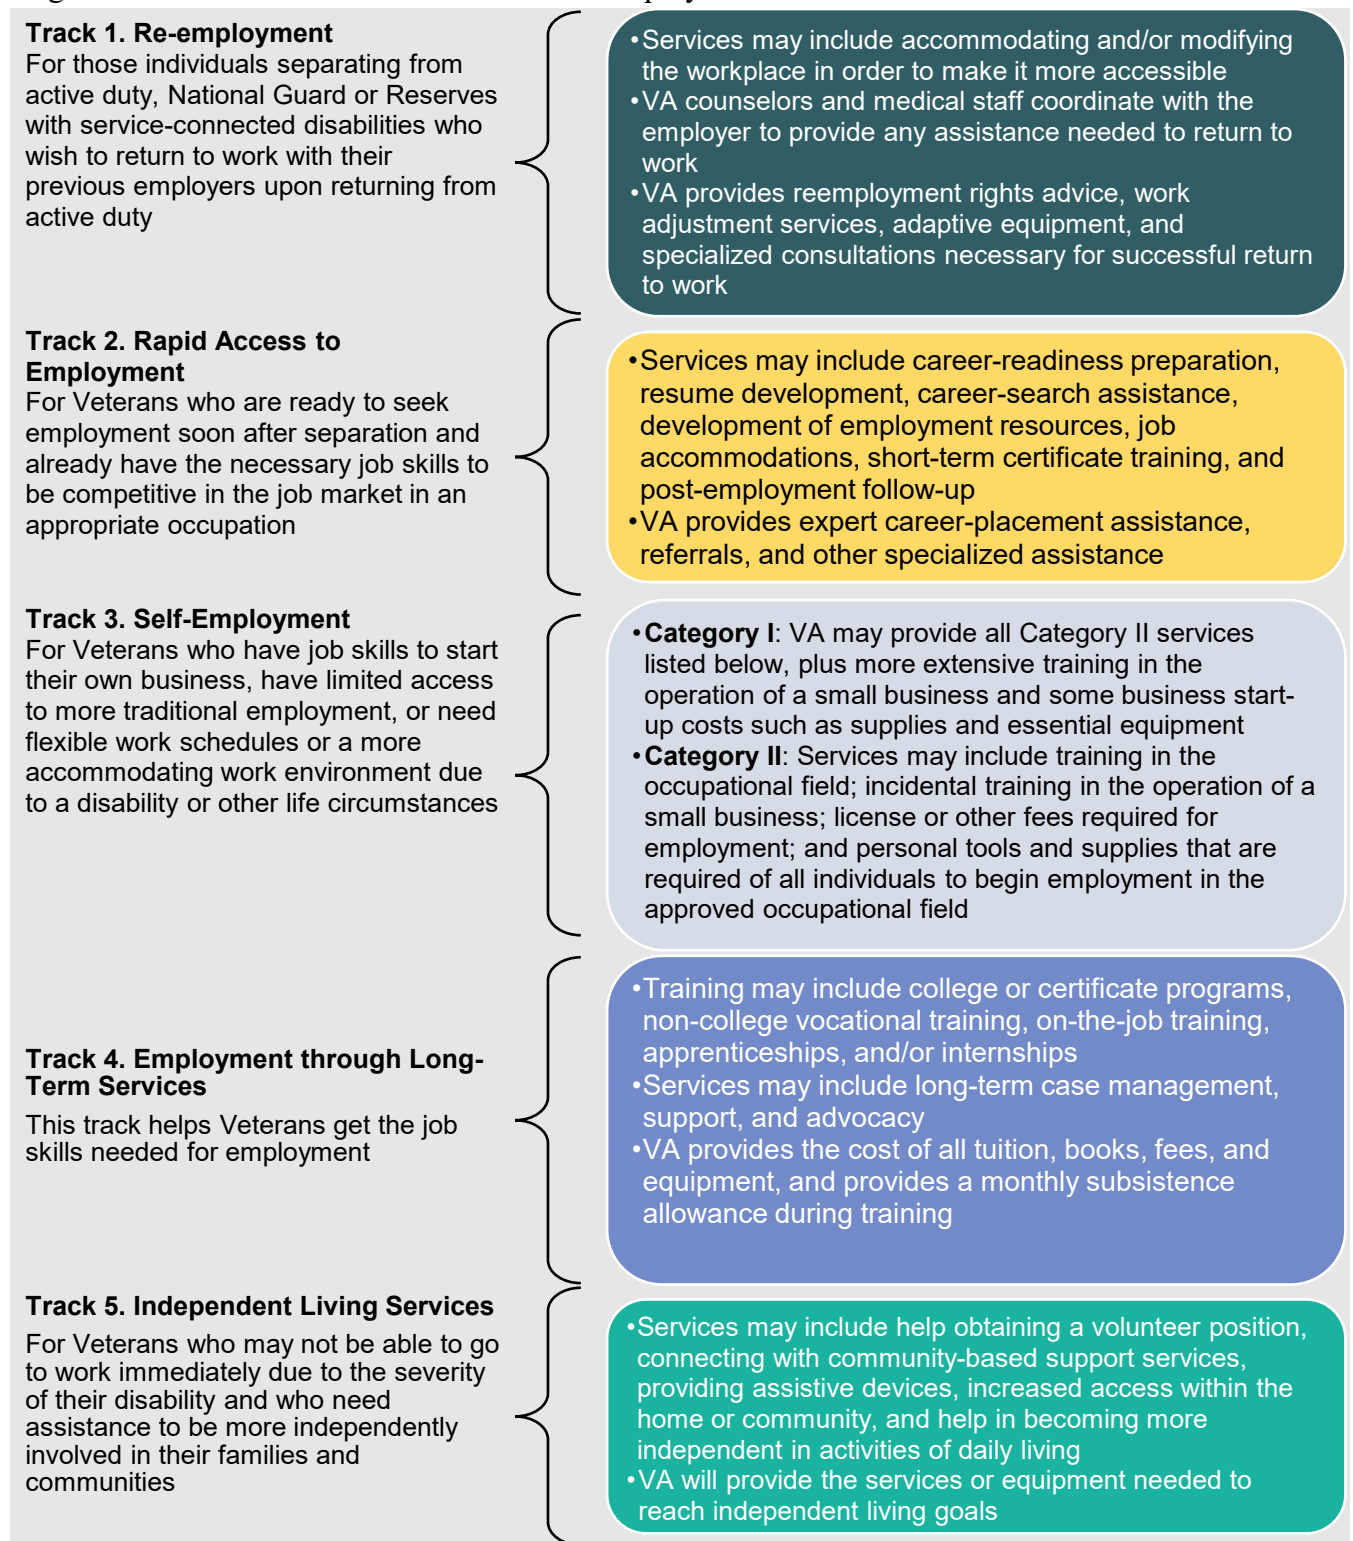 Track 1. Re-employment
For those individuals separating from
active duty, National Guard or Reserves
with service-connected disabilities who
wish to return to work with their
previous employers upon returning from
active duty
•Services may include accommodating and/or modifying
the workplace in order to make it more accessible
•VA counselors and medical staff coordinate with the
employer to provide any assistance needed to return to
work
•VA provides reemployment rights advice, work
adjustment services, adaptive equipment, and
specialized consultations necessary for successful return
to work
Track 2. Rapid Access to
Employment
For Veterans who are ready to seek
employment soon after separation and
already have the necessary job skills to
be competitive in the job market in an
appropriate occupation
•Services may include career-readiness preparation,
resume development, career-search assistance,
development of employment resources, job
accommodations, short-term certificate training, and
post-employment follow-up
•VA provides expert career-placement assistance,
referrals, and other specialized assistance
Track 3. Self-Employment
For Veterans who have job skills to start
their own business, have limited access
to more traditional employment, or need
flexible work schedules or a more
accommodating work environment due
to a disability or other life circumstances
•Category I: VA may provide all Category II services
listed below, plus more extensive training in the
operation of a small business and some business start-
up costs such as supplies and essential equipment
•Category II: Services may include training in the
occupational field; incidental training in the operation of a
small business; license or other fees required for
employment; and personal tools and supplies that are
required of all individuals to begin employment in the
approved occupational field
Track 4. Employment through Long-
Term Services
This track helps Veterans get the job
skills needed for employment
•Training may include college or certificate programs,
non-college vocational training, on-the-job training,
apprenticeships, and/or internships
•Services may include long-term case management,
support, and advocacy
•VA provides the cost of all tuition, books, fees, and
equipment, and provides a monthly subsistence
allowance during training
Track 5. Independent Living Services
For Veterans who may not be able to go
to work immediately due to the severity
of their disability and who need
assistance to be more independently
involved in their families and
communities
•Services may include help obtaining a volunteer position,
connecting with community-based support services,
providing assistive devices, increased access within the
home or community, and help in becoming more
independent in activities of daily living
•VA will provide the services or equipment needed to
reach independent living goals